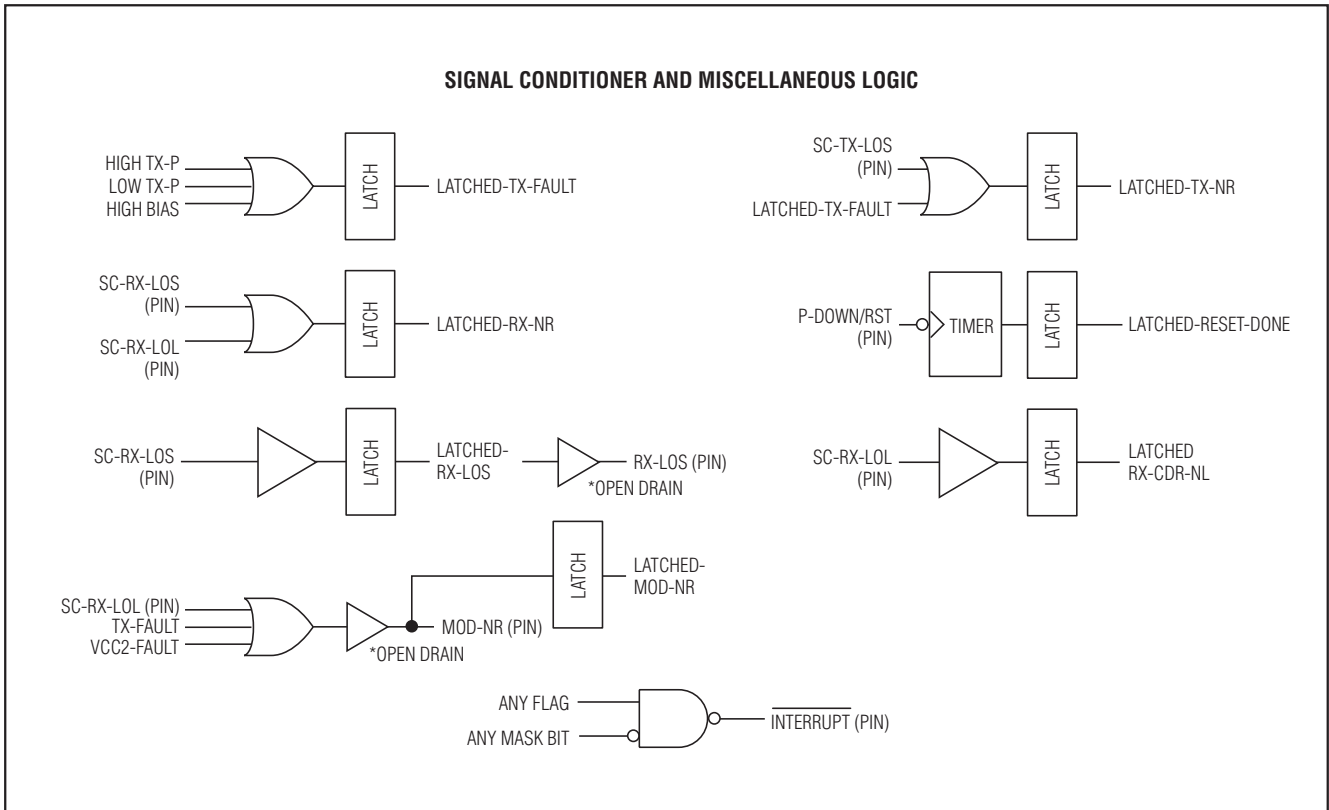 SIGNAL CONDITIONER AND MISCELLANEOUS LOGIC
HIGH TX-P
LOW TX-P
HIGH BIAS
LATCH
LATCHED-TX-FAULT
SC-TX-LOS
(PIN)
LATCHED-TX-FAULT
LATCH
LATCHED-TX-NR
SC-RX-LOS
(PIN)
SC-RX-LOL
(PIN)
LATCH
LATCHED-RX-NR
P-DOWN/RST
(PIN)
TIMER
LATCH
LATCHED-RESET-DONE
SC-RX-LOS
(PIN)
LATCH
LATCHED-
RX-LOS
RX-LOS (PIN)
*OPEN DRAIN
SC-RX-LOL
(PIN)
LATCH
LATCHED
RX-CDR-NL
SC-RX-LOL (PIN)
TX-FAULT
VCC2-FAULT
*OPEN DRAIN
MOD-NR (PIN)
LATCH
LATCHED-
MOD-NR
ANY FLAG
ANY MASK BIT
INTERRUPT (PIN)